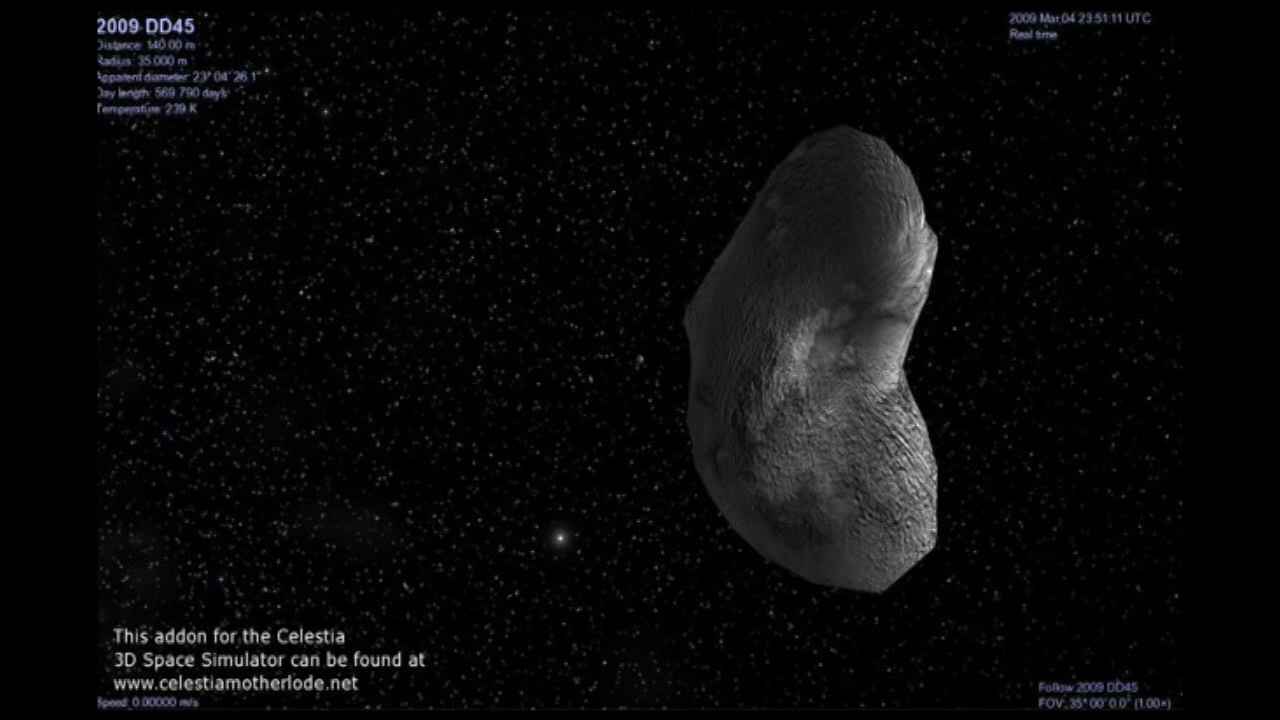 2009 DD45
Distance: 140.00 m
Radius: 35.000 m
Apparent diameter: 23° 04' 26.1"
Day length: 569.790 days
Temperature: 239 K
2009 Mar 04 23:51:11 UTC
Real time
This addon for the Celestia
3D Space Simulator can be found at
www.celestiamotherlode.net
Speed: 0.00000 m/s
Follow 2009 DD45
FOV: 35° 00' 0.0" (1.00×)